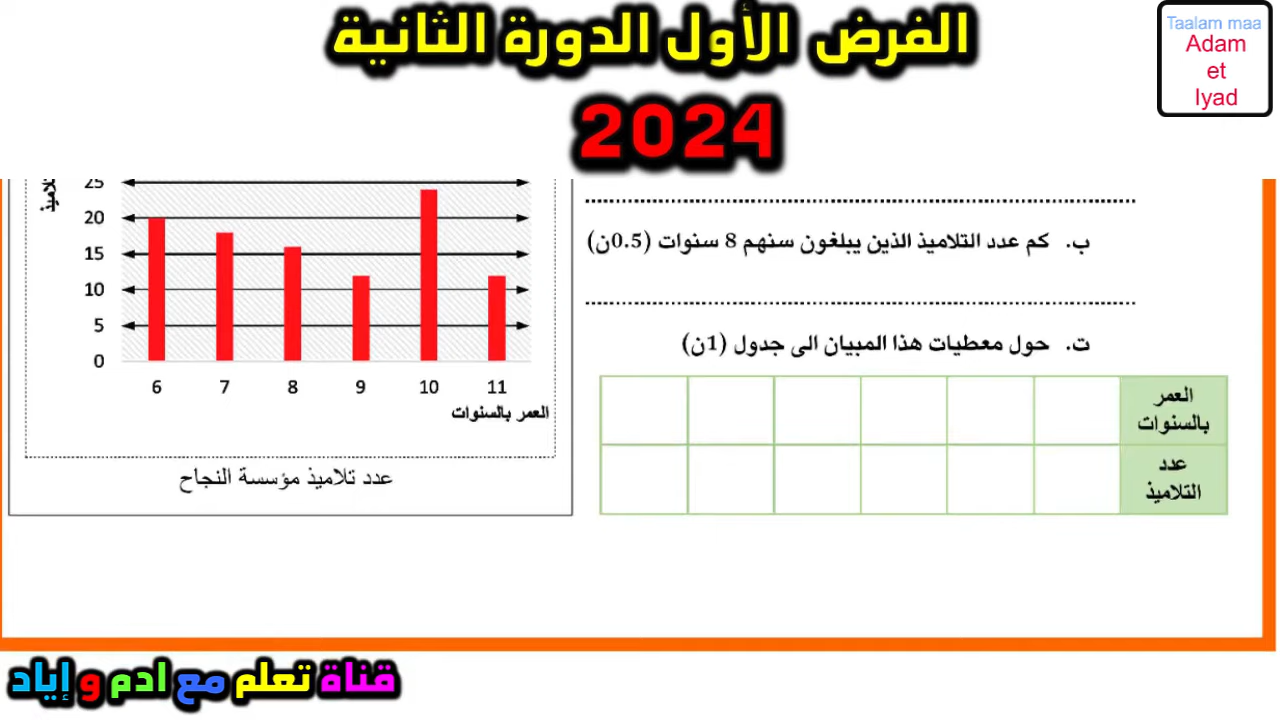 الفرض الأول الدورة الثانية
2024
Taalam maa
Adam
et
Iyad
ب. كم عدد التلاميذ الذين يبلغون سنهم 8 سنوات (0.5ن)
ت. حول معطيات هذا المبيان الى جدول (1ن)
العمر
بالسنوات
عدد
التلاميذ
25
20
15
10
5
0
6 7 8 9 10 11
العمر بالسنوات
عدد تلاميذ مؤسسة النجاح
قناة تعلم مع ادم و إياد